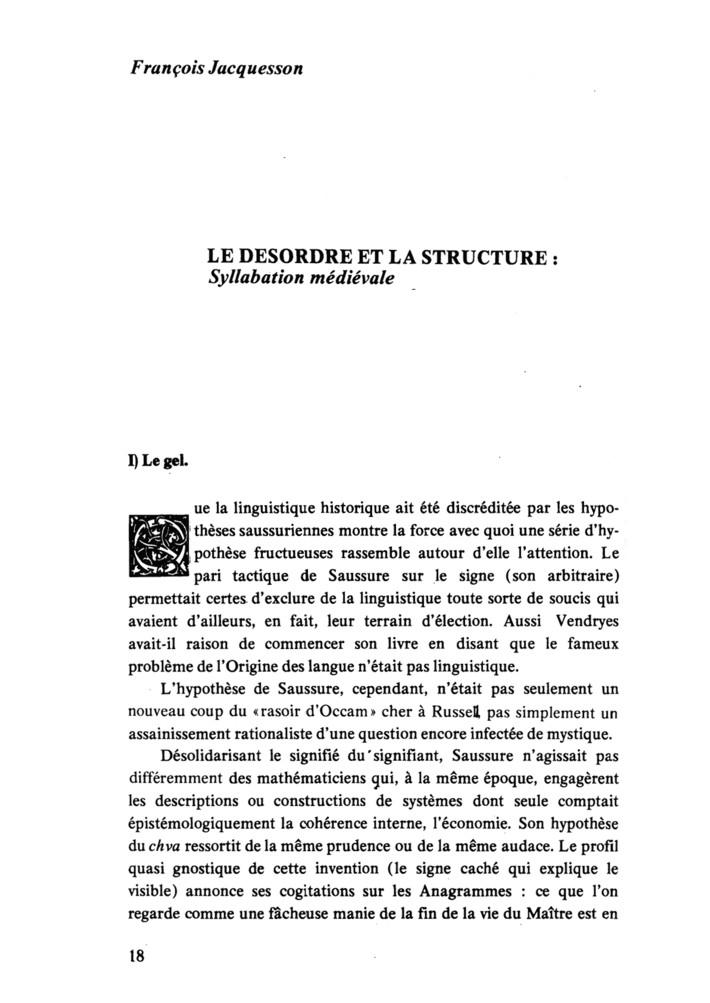 François Jacquesson
LE DESORDRE ET LA STRUCTURE :
Syllabation médiévale
I) Le gel.
Que la linguistique historique ait été discréditée par les hypo-
thèses saussuriennes montre la force avec quoi une série d'hy-
pothèse fructueuses rassemble autour d'elle l'attention. Le
pari tactique de Saussure sur le signe (son arbitraire)
permettait certes d'exclure de la linguistique toute sorte de soucis qui
avaient d'ailleurs, en fait, leur terrain d'élection. Aussi Vendryes
avait-il raison de commencer son livre en disant que le fameux
problème de l'Origine des langue n'était pas linguistique.
L'hypothèse de Saussure, cependant, n'était pas seulement un
nouveau coup du «rasoir d'Occam» cher à Russell, pas simplement un
assainissement rationaliste d'une question encore infectée de mystique.
Désolidarisant le signifié du signifiant, Saussure n'agissait pas
différemment des mathématiciens qui, à la même époque, engagèrent
les descriptions ou constructions de systèmes dont seule comptait
épistémologiquement la cohérence interne, l'économie. Son hypothèse
du chva ressortit de la même prudence ou de la même audace. Le profil
quasi gnostique de cette invention (le signe caché qui explique le
visible) annonce ses cogitations sur les Anagrammes : ce que l'on
regarde comme une fâcheuse manie de la fin de la vie du Maître est en
18